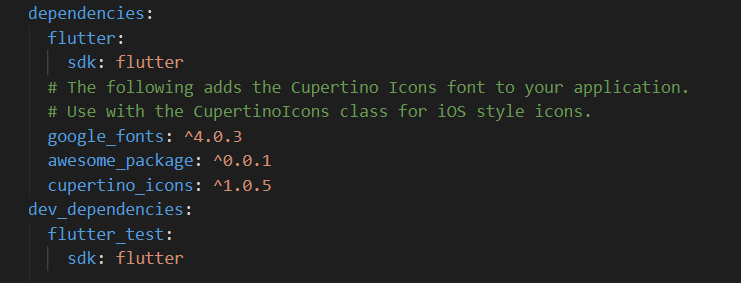 dependencies:
flutter:
sdk: flutter
# The following adds the Cupertino Icons font to your application.
# Use with the CupertinoIcons class for iOS style icons.
google_fonts: ^4.0.3
awesome_package: ^0.0.1
cupertino_icons: ^1.0.5
dev_dependencies:
flutter_test:
sdk: flutter